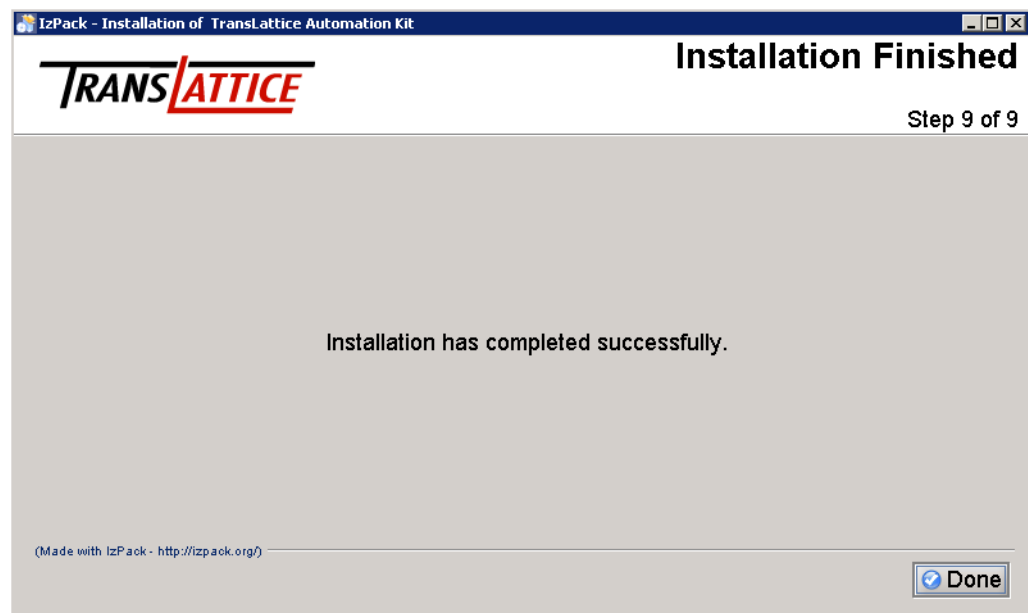 IzPack - Installation of TransLattice Automation Kit
Installation Finished
TRANSLATTICE
Step 9 of 9
Installation has completed successfully.
(Made with IzPack - http://izpack.org/)
Done